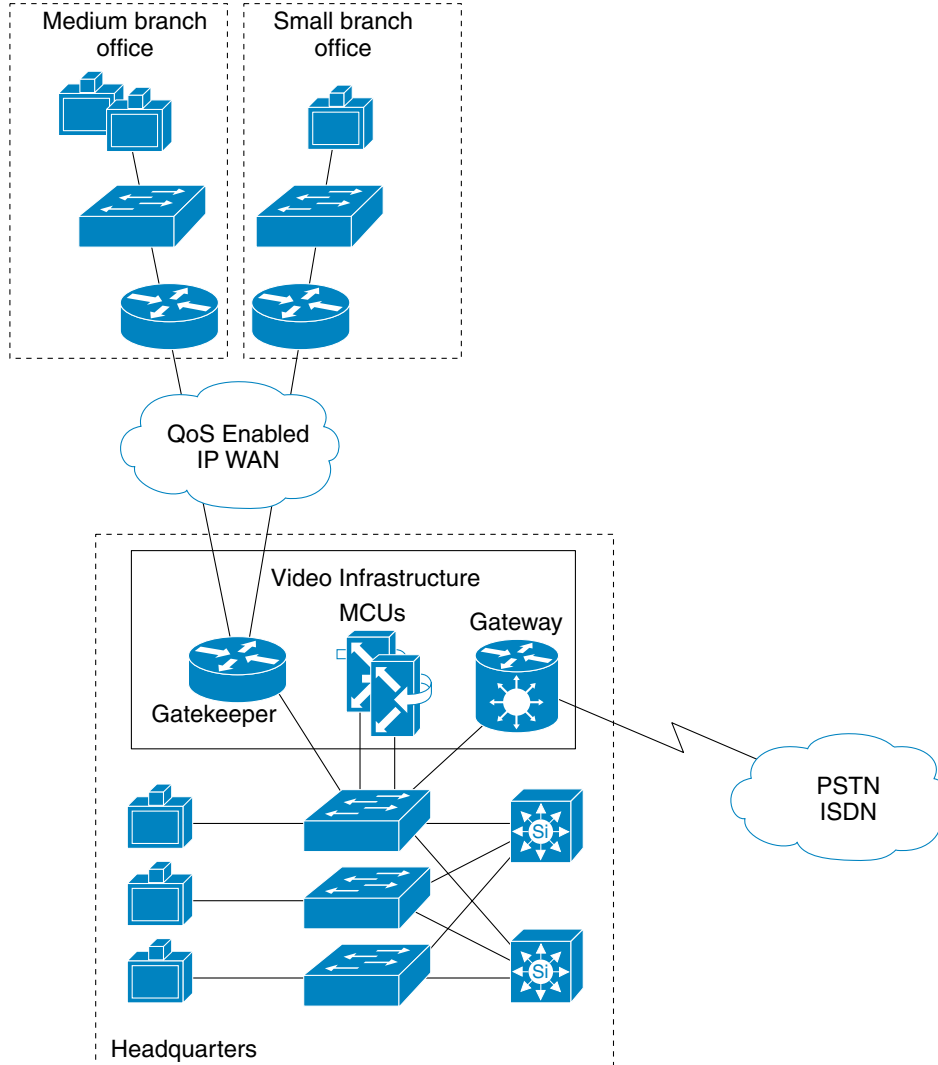 Medium branch
office
Small branch
office
QoS Enabled
IP WAN
Video Infrastructure
MCUs
Gateway
Gatekeeper
PSTN
ISDN
Si
Si
Headquarters